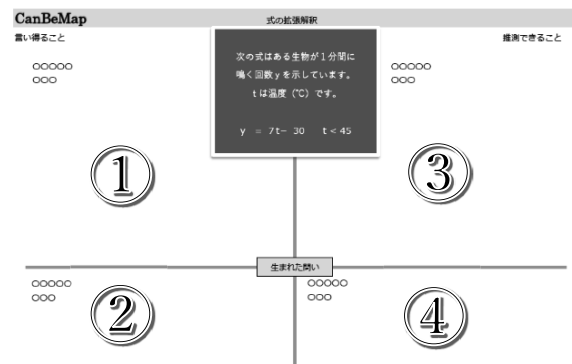 CanBeMap
式の拡張解釈
言い得ること
推測できること
次の式はある生物が１分間に
鳴く回数ｙを示しています。
ｔは温度（℃）です。
y = 7t− 30 t < 45
○○○○○
○○○
①
○○○○○
○○○
③
生まれた問い
○○○○○
○○○
②
○○○○○
○○○
④